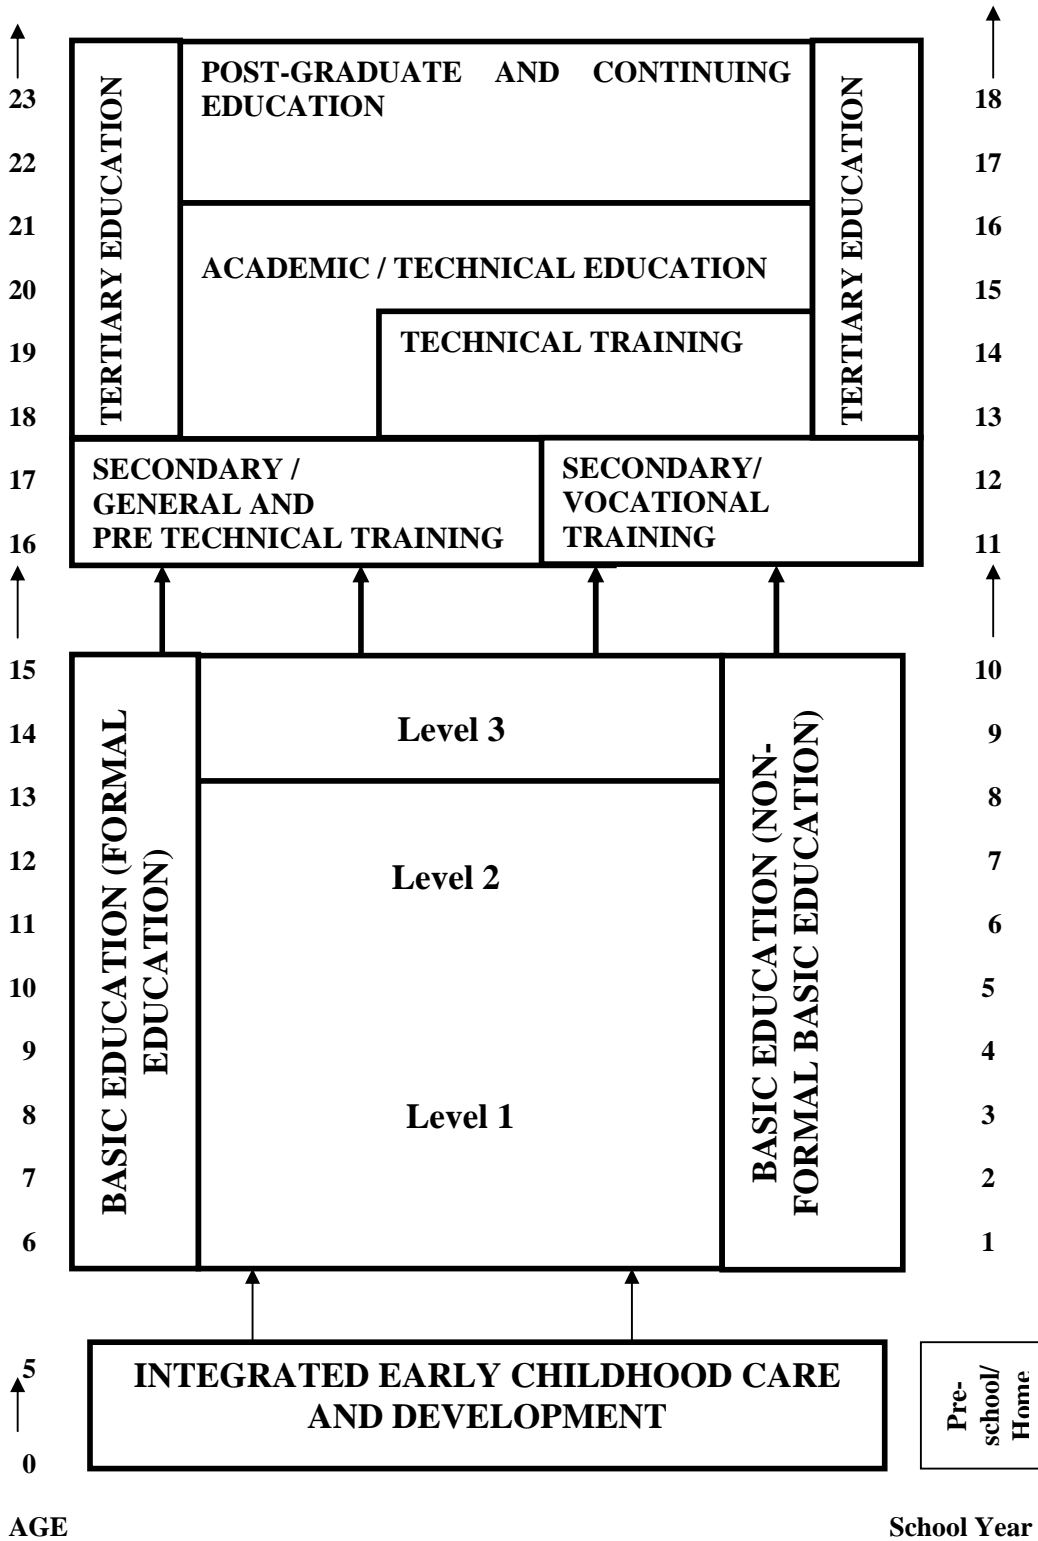 POST-GRADUATE AND CONTINUING
EDUCATION
TERTIARY EDUCATION
TERTIARY EDUCATION
23
18
22
17
21
16
ACADEMIC / TECHNICAL EDUCATION
20
15
TECHNICAL TRAINING
19
14
18
13
SECONDARY /
GENERAL AND
PRE TECHNICAL TRAINING
SECONDARY/
VOCATIONAL
TRAINING
17
12
16
11
15
10
Level 3
14
9
13
8
BASIC EDUCATION (FORMAL
EDUCATION)
BASIC EDUCATION (NON-
FORMAL BASIC EDUCATION)
12
7
Level 2
11
6
10
5
9
4
Level 1
8
3
7
2
6
1
5
INTEGRATED EARLY CHILDHOOD CARE
AND DEVELOPMENT
Pre-
school/
Home
0
AGE
School Year